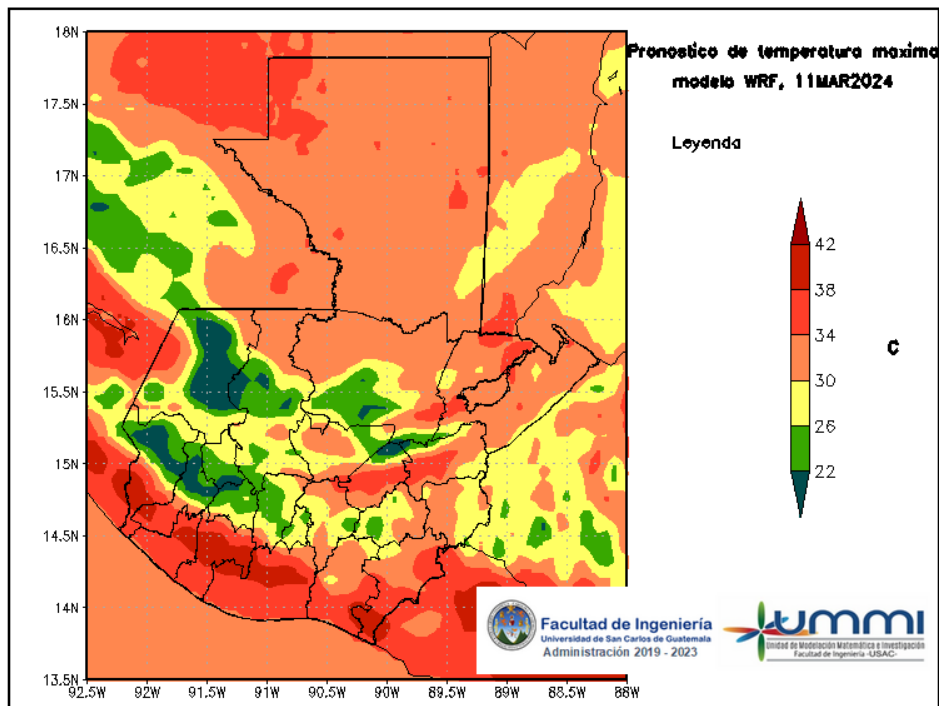 Pronostico de temperatura maxima
modelo WRF, 11MAR2024
Leyenda
42
38
34
30
26
22
C
18N
17.5N
17N
16.5N
16N
15.5N
15N
14.5N
14N
13.5N
92.5W
92W
91.5W
91W
90.5W
90W
89.5W
89W
88.5W
88W
Facultad de Ingeniería
Universidad de San Carlos de Guatemala
Administración 2019 - 2023
UMMI
Unidad de Modelación Matemática e Investigación
Facultad de Ingeniería -USAC-